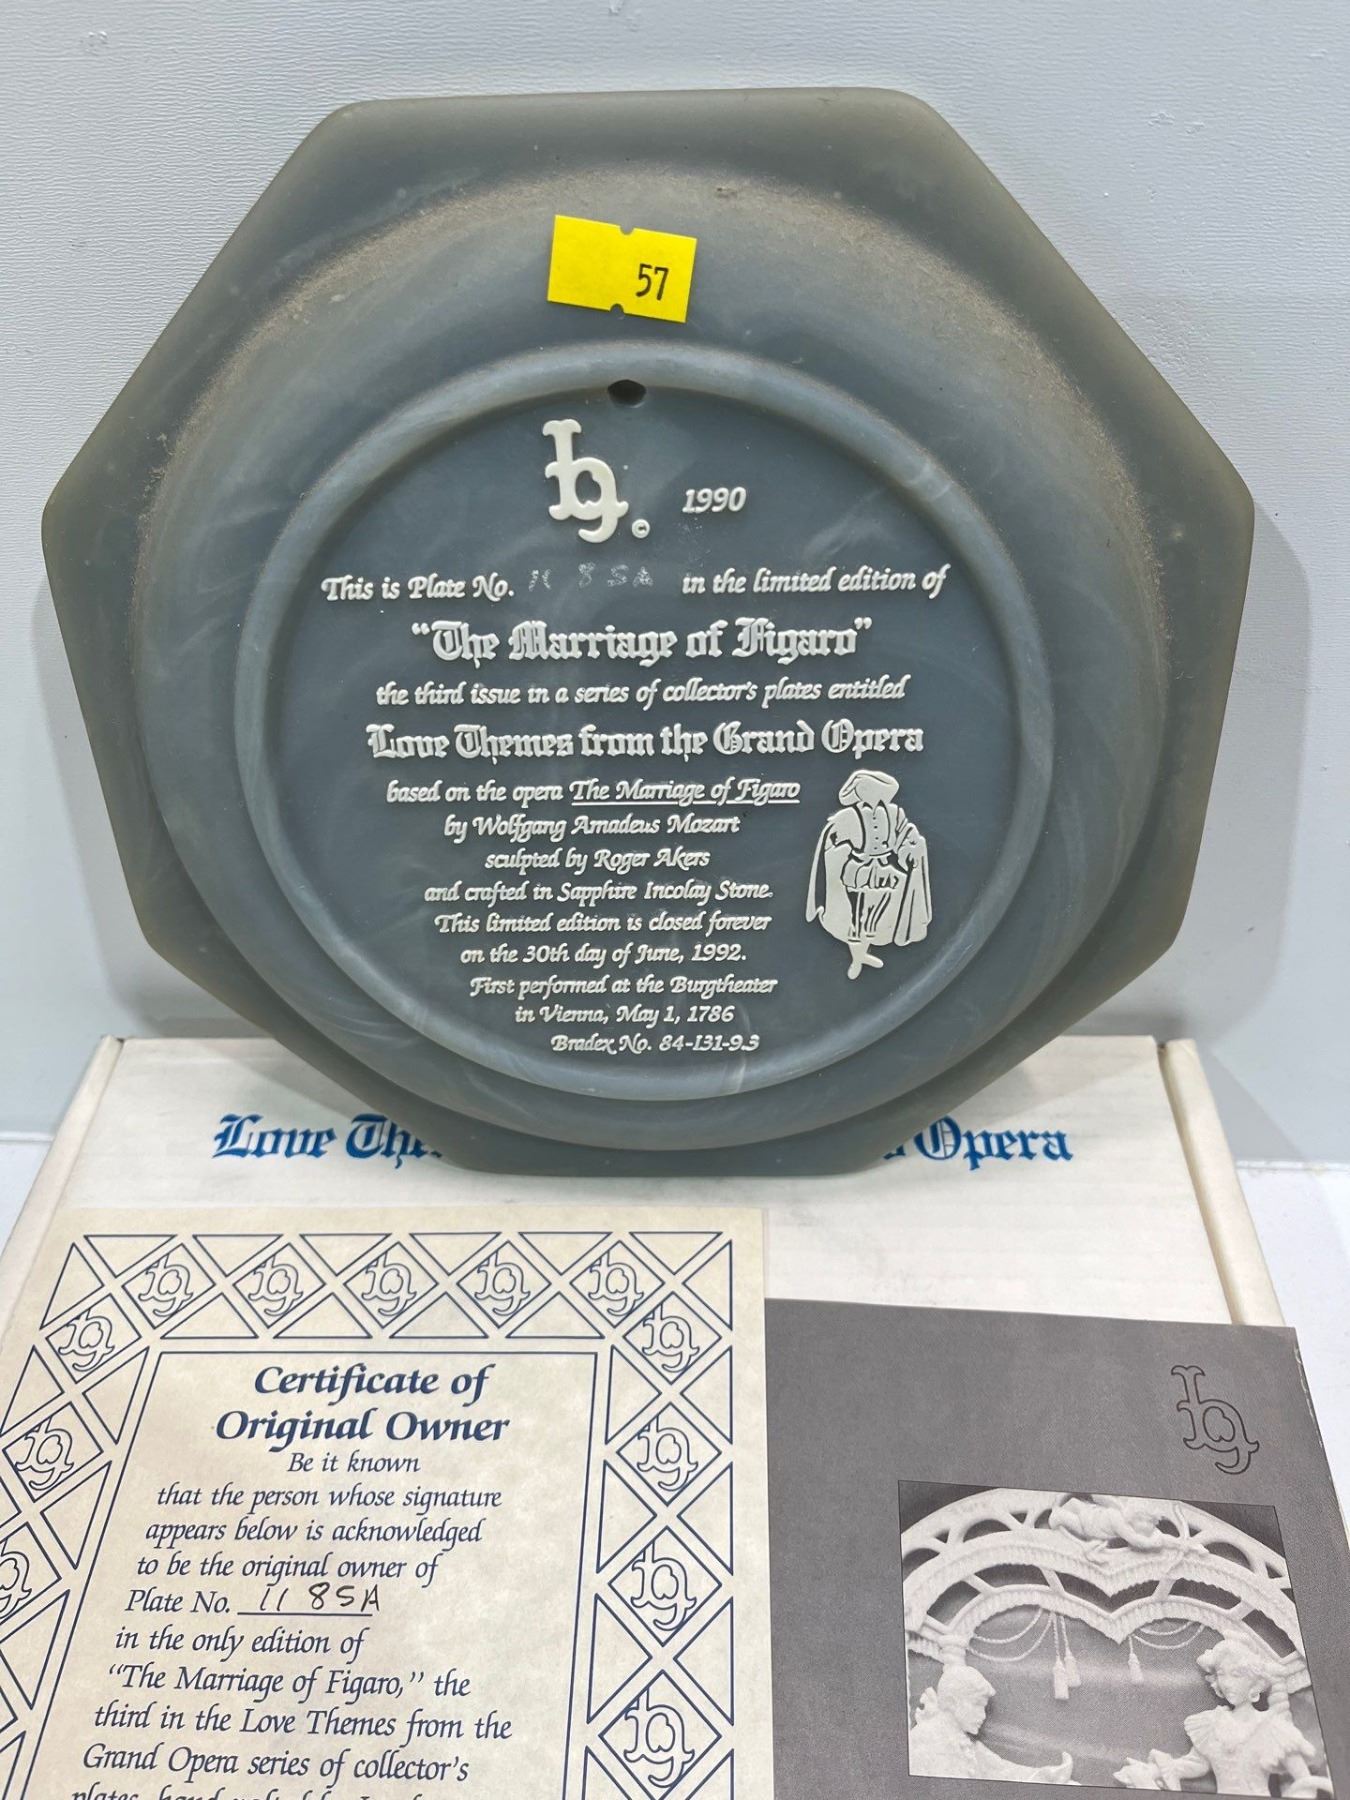 57
© 1990
This is Plate No. 11 85A in the limited edition of
"The Marriage of Figaro"
the third issue in a series of collector's plates entitled
Love Themes from the Grand Opera
based on the opera The Marriage of Figaro
by Wolfgang Amadeus Mozart
sculpted by Roger Akers
and crafted in Sapphire Incolay Stone.
This limited edition is closed forever
on the 30th day of June, 1992.
First performed at the Burgtheater
in Vienna, May 1, 1786
Bradex No. 84-I31-9.3
Love Opera
Certificate of
Original Owner
Be it known
that the person whose signature
appears below is acknowledged
to be the original owner of
Plate No. 11 85A
in the only edition of
"The Marriage of Figaro," the
third in the Love Themes from the
Grand Opera series of collector's